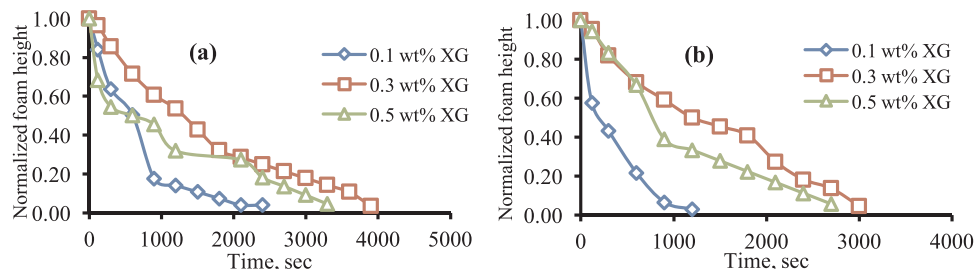 (a)
Normalized foam height
1.00
0.80
0.60
0.40
0.20
0.00
0 1000 2000 3000 4000 5000
Time, sec
0.1 wt% XG
0.3 wt% XG
0.5 wt% XG
(b)
Normalized foam height
1.00
0.80
0.60
0.40
0.20
0.00
0 1000 2000 3000 4000
Time, sec
0.1 wt% XG
0.3 wt% XG
0.5 wt% XG